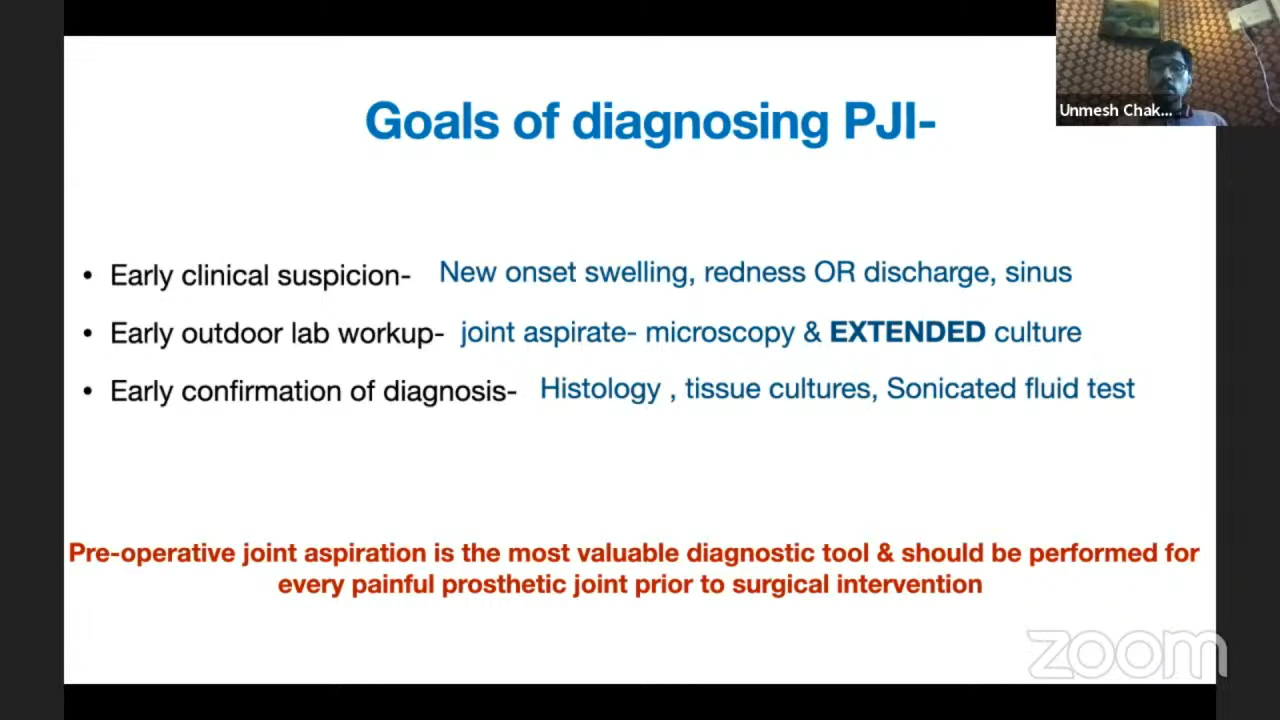 Goals of diagnosing PJI-
Unmesh Chak...
• Early clinical suspicion- New onset swelling, redness OR discharge, sinus
• Early outdoor lab workup- joint aspirate- microscopy & EXTENDED culture
• Early confirmation of diagnosis- Histology , tissue cultures, Sonicated fluid test
Pre-operative joint aspiration is the most valuable diagnostic tool & should be performed for
every painful prosthetic joint prior to surgical intervention
zoom